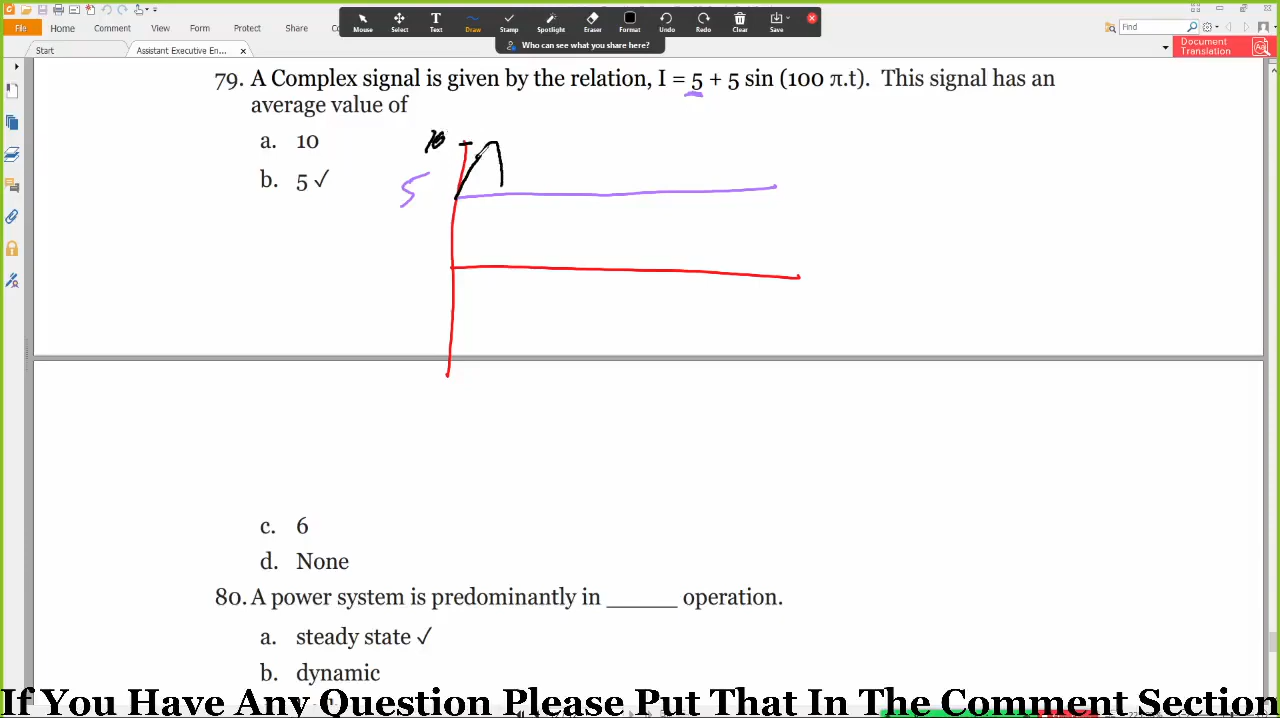 Mouse Select Text Draw Stamp Spotlight Eraser Format Undo Redo Clear Save
Who can see what you share here?
File Home Comment View Form Protect Share
Find
Start
Assistant Executive En...
Document
Translation
79. A Complex signal is given by the relation, I = 5 + 5 sin (100 π.t). This signal has an
average value of
a. 10
b. 5 ✓
10
5
c. 6
d. None
80. A power system is predominantly in ______ operation.
a. steady state ✓
b. dynamic
If You Have Any Question Please Put That In The Comment Section